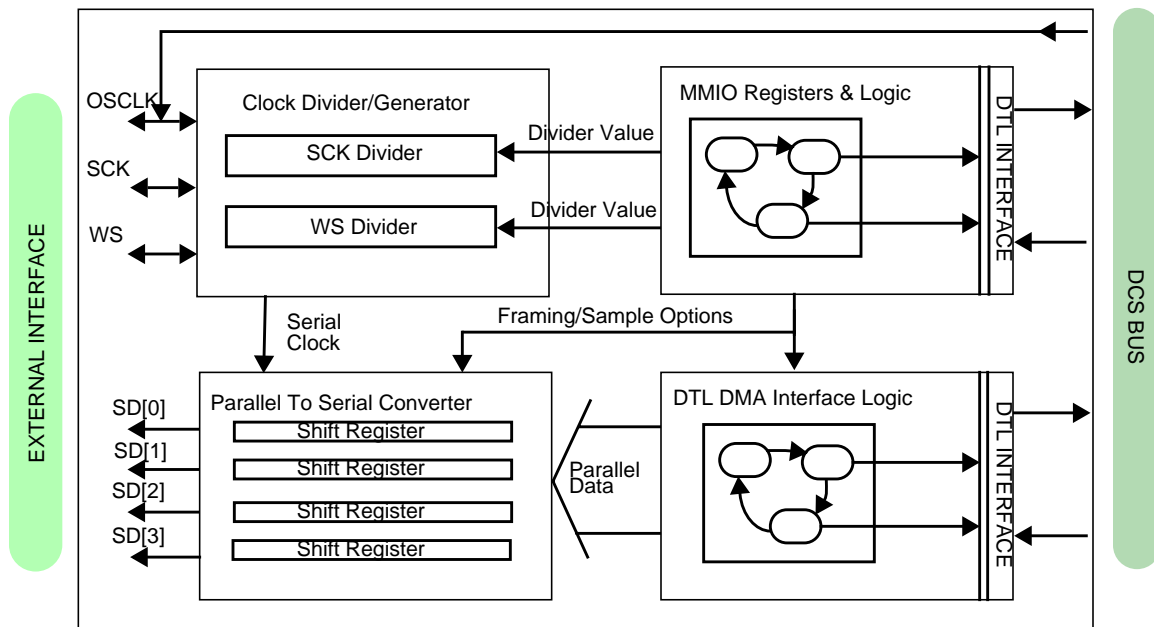 EXTERNAL INTERFACE
OSCLK
SCK
WS
Clock Divider/Generator
SCK Divider
WS Divider
Divider Value
Divider Value
MMIO Registers & Logic
DTL INTERFACE
DCS BUS
Serial
Clock
Framing/Sample Options
SD[0]
SD[1]
SD[2]
SD[3]
Parallel To Serial Converter
Shift Register
Shift Register
Shift Register
Shift Register
Parallel
Data
DTL DMA Interface Logic
DTL INTERFACE